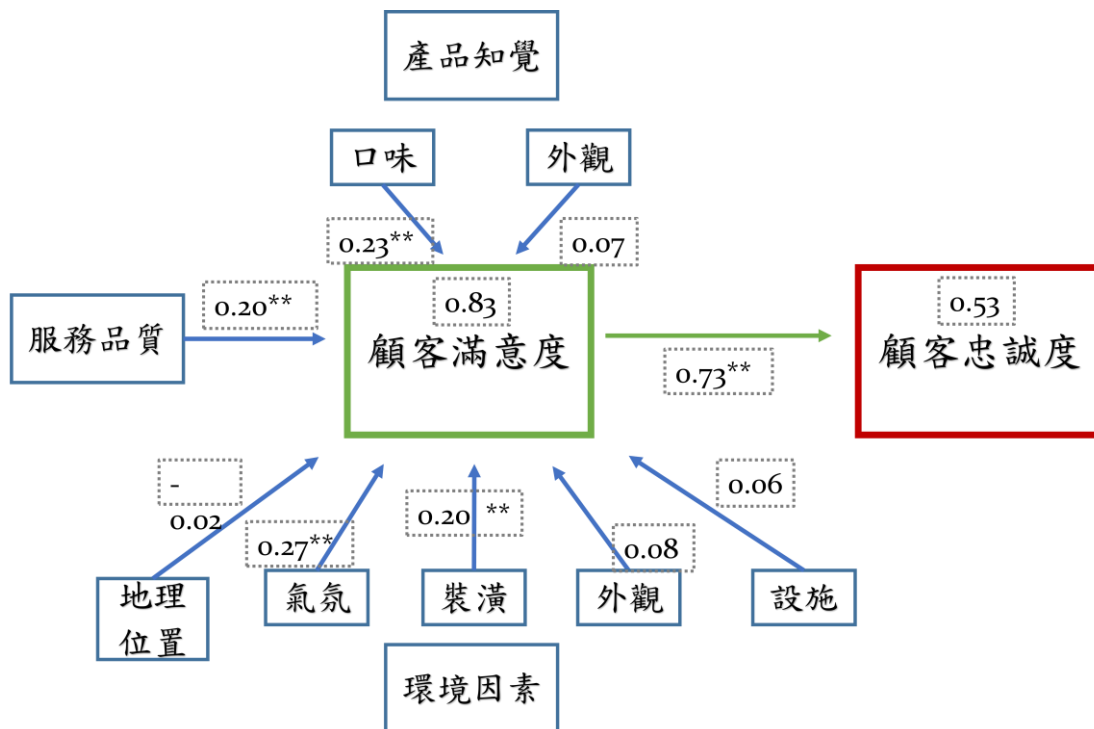 產品知覺
口味
外觀
0.23**
0.07
0.20**
0.83
0.53
服務品質
顧客滿意度
顧客忠誠度
0.73**
-
0.02
0.27**
0.20 **
0.08
0.06
地理
位置
氣氛
裝潢
外觀
設施
環境因素